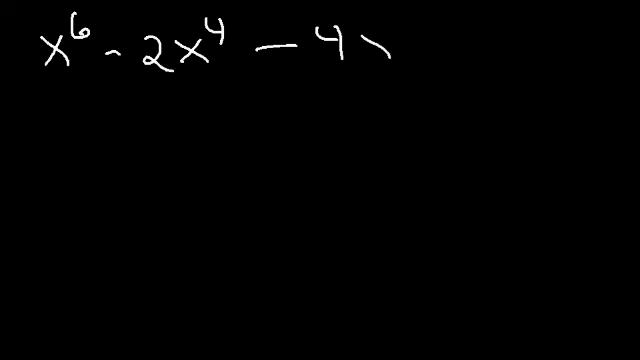 x⁶ - 2x⁴ - 4